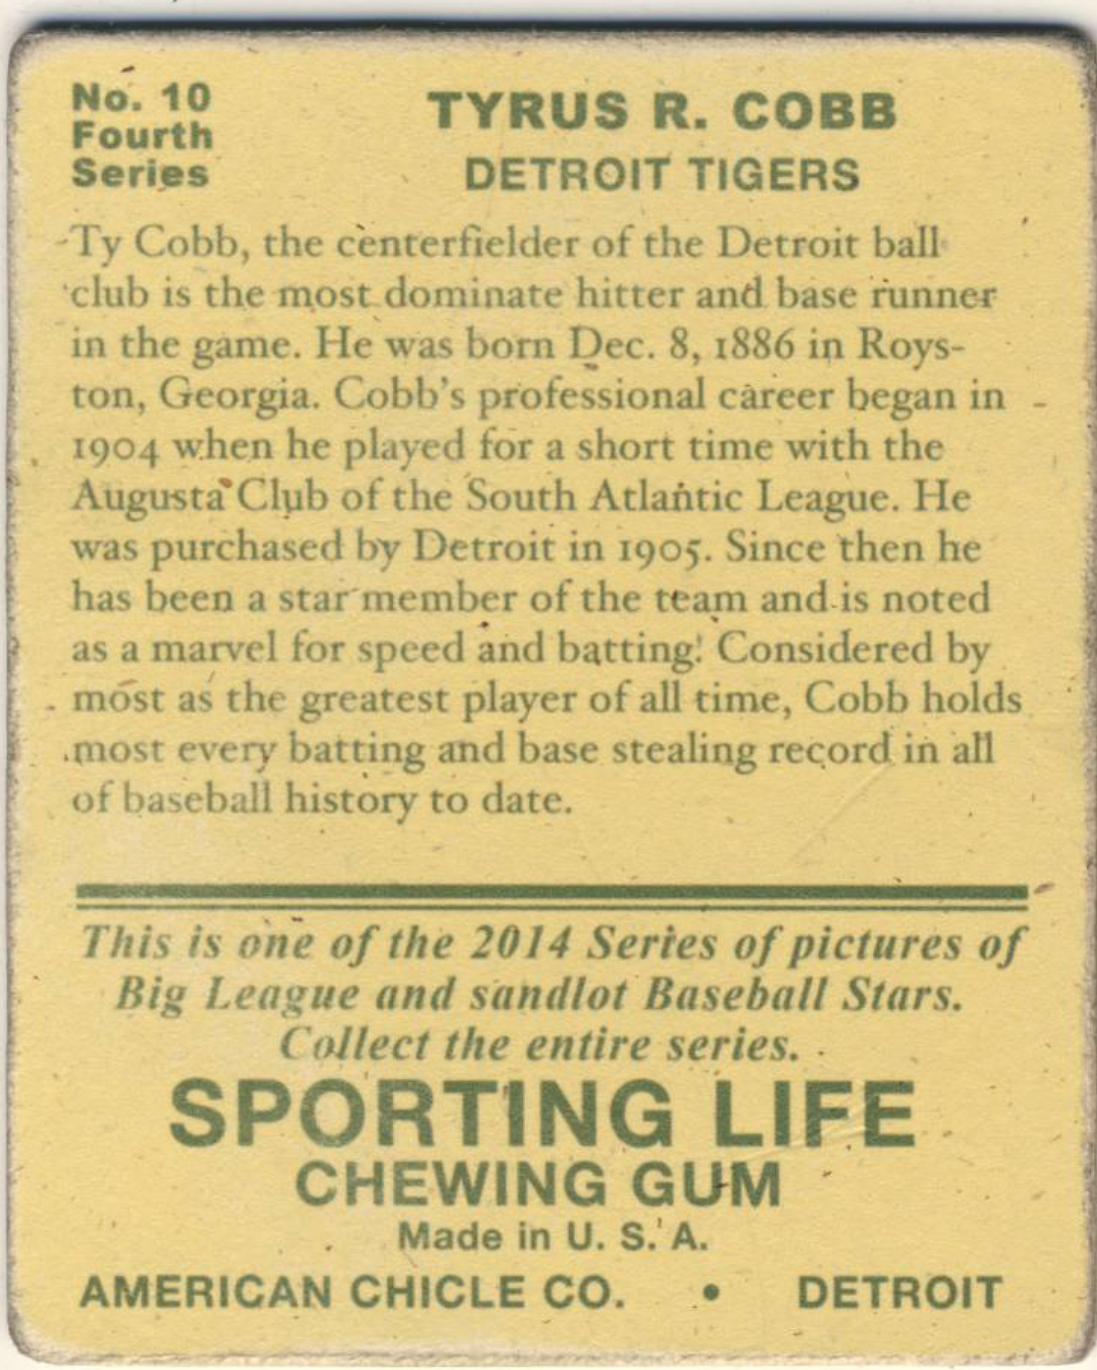 No. 10
Fourth
Series
TYRUS R. COBB
DETROIT TIGERS
Ty Cobb, the centerfielder of the Detroit ball
club is the most dominate hitter and base runner
in the game. He was born Dec. 8, 1886 in Roys-
ton, Georgia. Cobb's professional career began in
1904 when he played for a short time with the
Augusta Club of the South Atlantic League. He
was purchased by Detroit in 1905. Since then he
has been a star member of the team and is noted
as a marvel for speed and batting. Considered by
most as the greatest player of all time, Cobb holds
most every batting and base stealing record in all
of baseball history to date.
This is one of the 2014 Series of pictures of
Big League and sandlot Baseball Stars.
Collect the entire series.
SPORTING LIFE
CHEWING GUM
Made in U. S. A.
AMERICAN CHICLE CO. • DETROIT